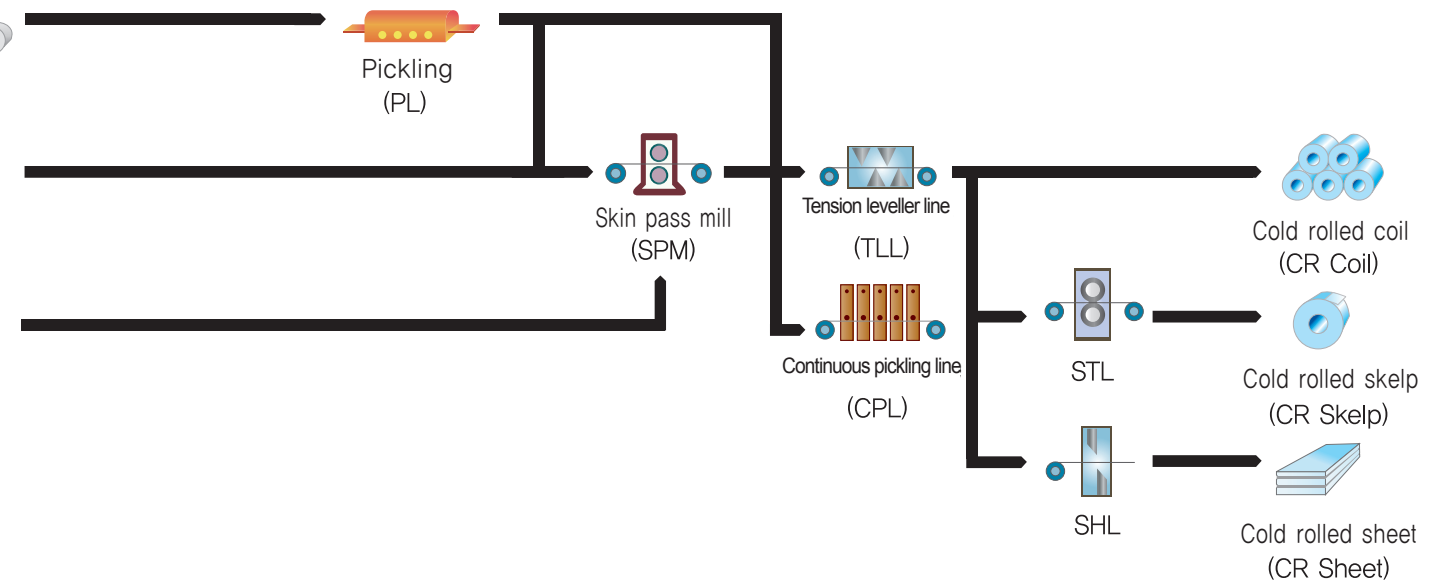 Pickling
(PL)
Skin pass mill
(SPM)
Tension leveller line
(TLL)
Continuous pickling line
(CPL)
STL
SHL
Cold rolled coil
(CR Coil)
Cold rolled skelp
(CR Skelp)
Cold rolled sheet
(CR Sheet)